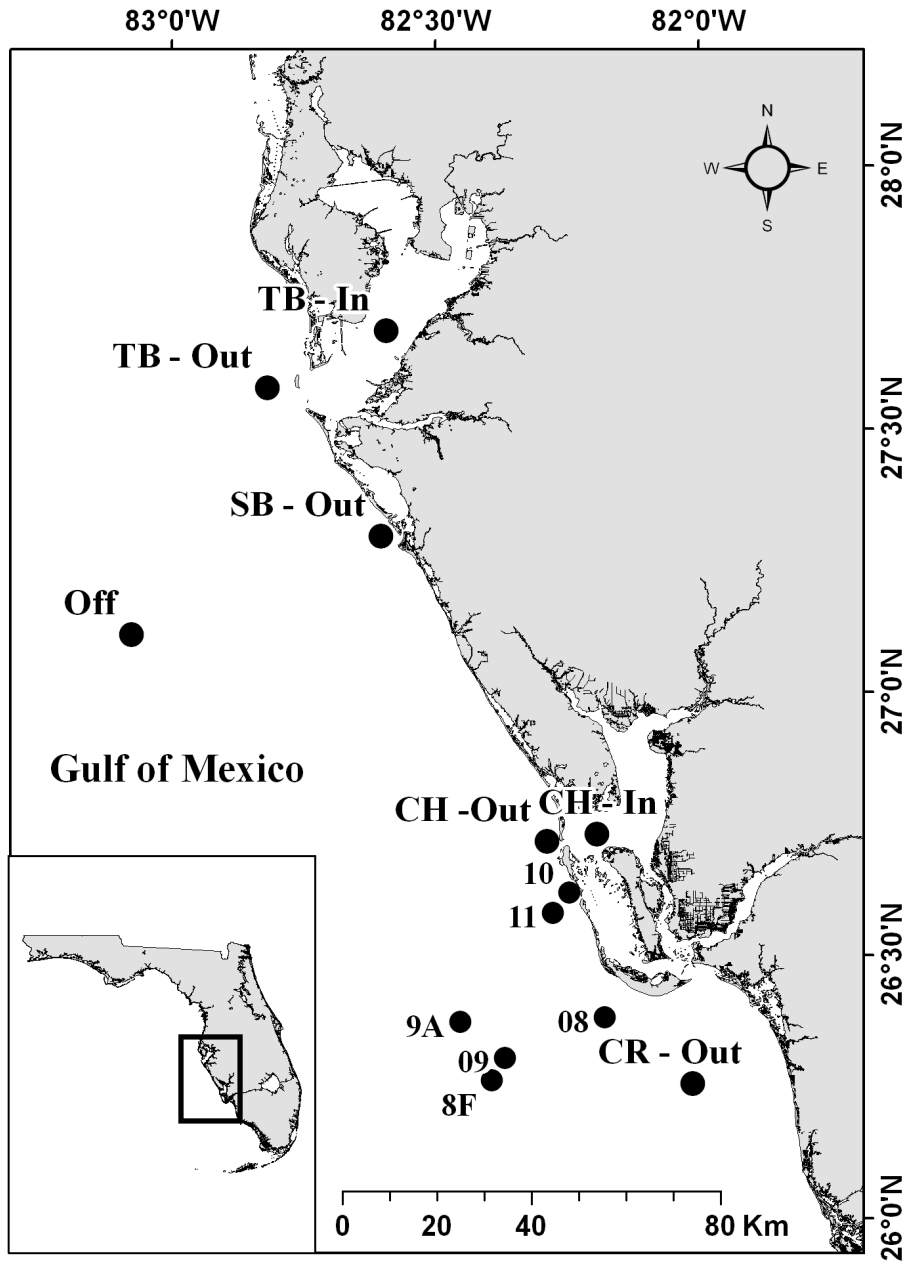 83°0'W 82°30'W 82°0'W
N
W E
S
28°0'N
TB - In
TB - Out
27°30'N
SB - Out
Off
27°0'N
Gulf of Mexico
CH -Out CH - In
10
11
26°30'N
9A 08
09 CR - Out
8F
0 20 40 80 Km
26°0'N